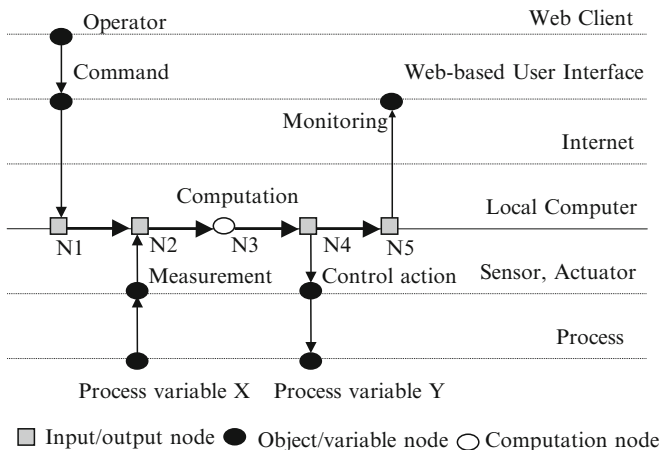 Operator
Web Client
Command
Web-based User Interface
Monitoring
Internet
Computation
Local Computer
N1
N2
N3
N4
N5
Measurement
Control action
Sensor, Actuator
Process
Process variable X
Process variable Y
Input/output node
Object/variable node
Computation node